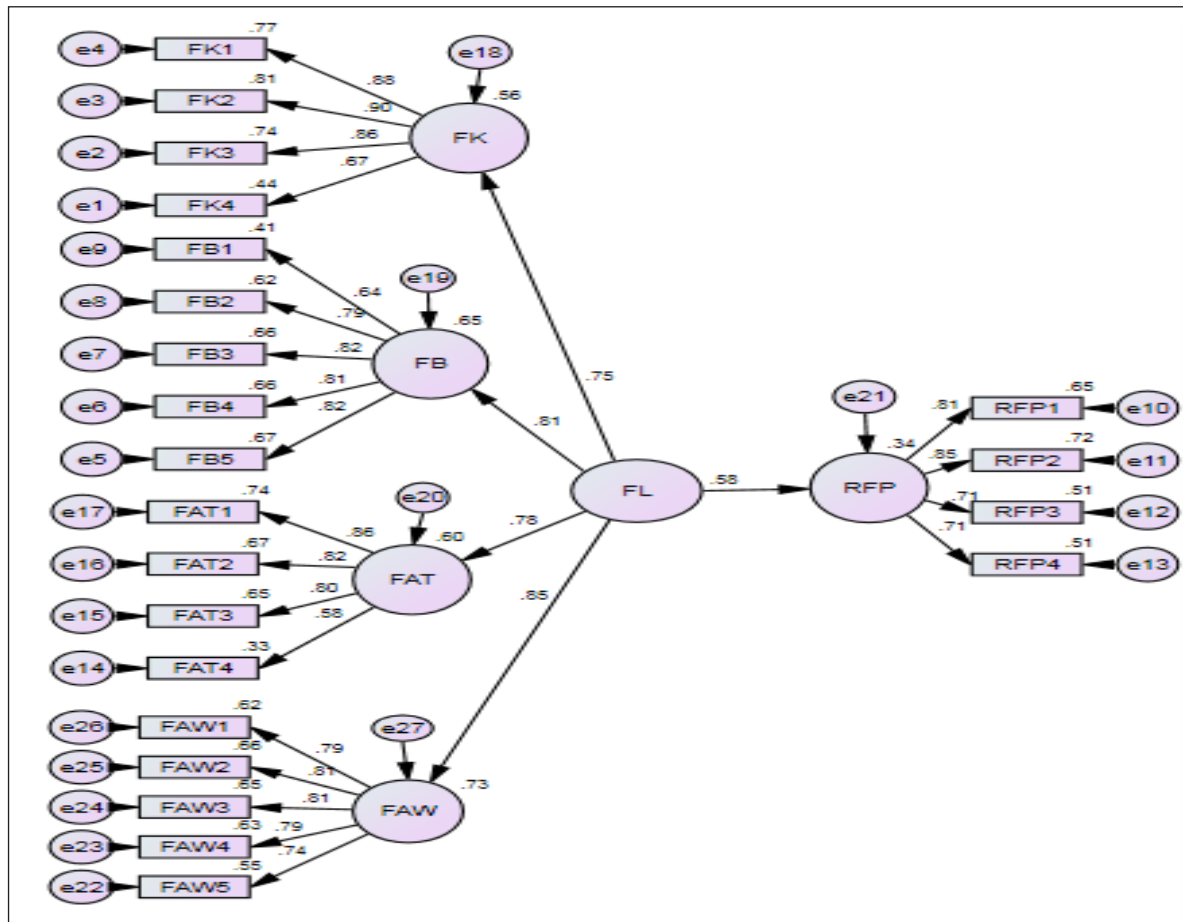 .77
e4 FK1
e18
.88
.81
.56
e3 FK2
.90
FK
.74
.86
e2 FK3
.67
.44
e1 FK4
.41
e9 FB1
e19
.64
.62
e8 FB2
.79
.65
.66
.82
e7 FB3
FB
.75
.66
.81
e6 FB4
.82
e21
.65
.81
RFP1 e10
.81
.67
e5 FB5
.34
.72
.85
RFP2 e11
.74
e20
FL
.58
RFP
e17 FAT1
.71
.51
RFP3 e12
.86
.60
.78
.71
.67
.82
e16 FAT2
.51
RFP4 e13
FAT
.80
.85
.65
e15 FAT3
.58
.33
e14 FAT4
.62
e26 FAW1
e27
.79
.66
e25 FAW2
.81
.73
.65
.81
e24 FAW3
FAW
.63
.79
e23 FAW4
.74
.55
e22 FAW5